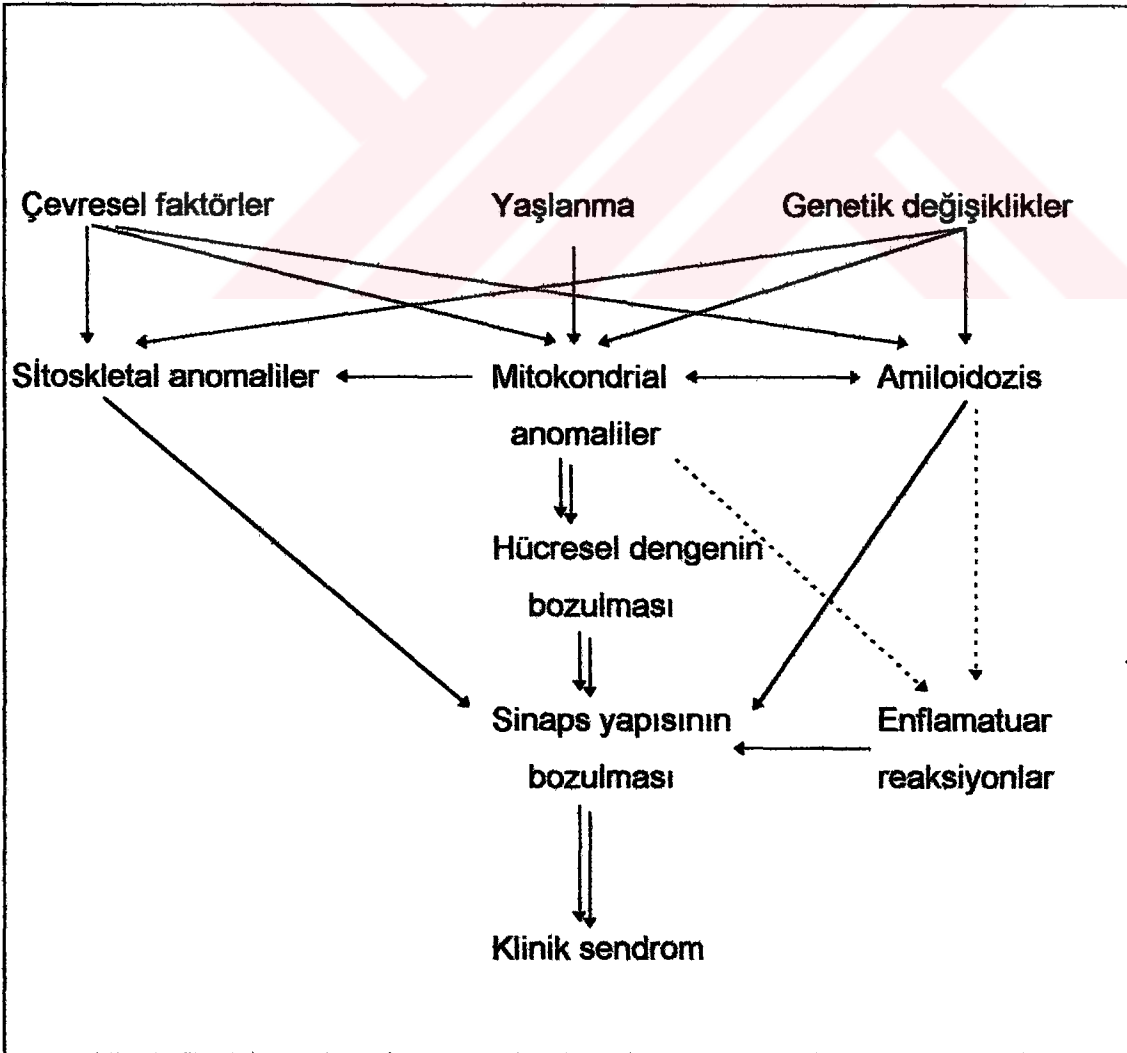 Çevresel faktörler Yaşlanma Genetik değişiklikler
Sitoskletal anomaliler Mitokondrial Amiloidozis
anomaliler
Hücresel dengenin
bozulması
Sinaps yapısının Enflamatuar
bozulması reaksiyonlar
Klinik sendrom